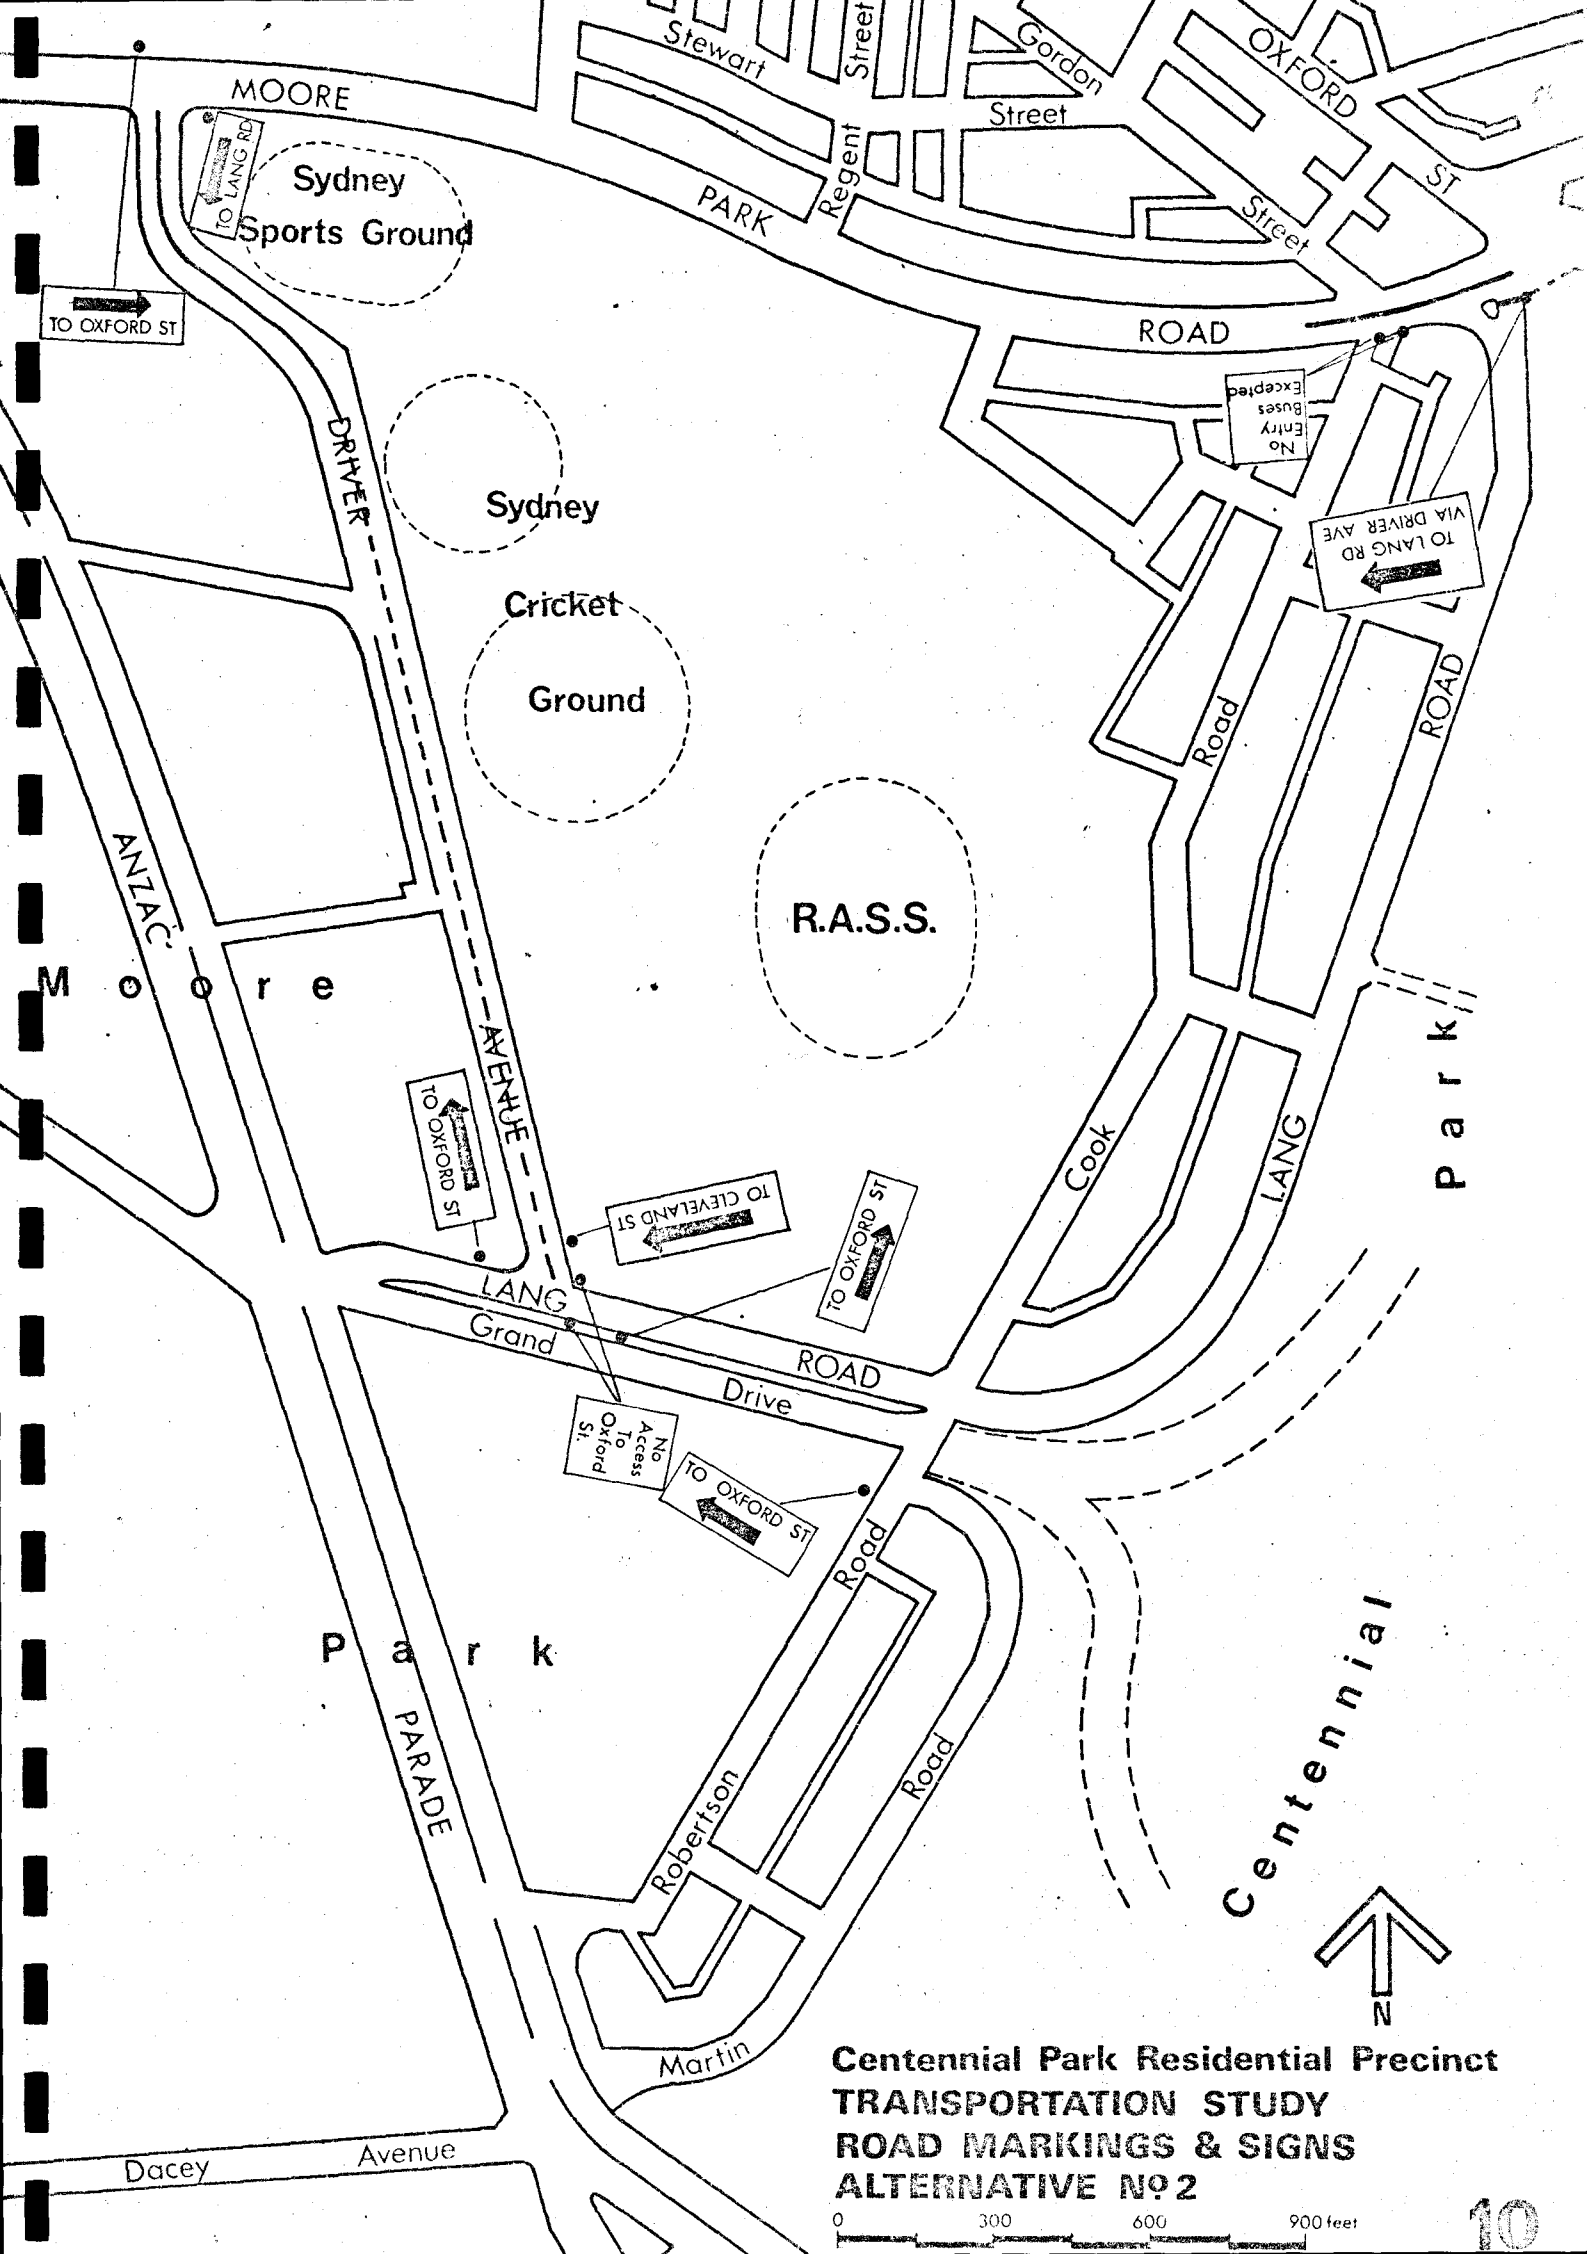 Stewart
Street
Gordon
Street
OXFORD
ST
Street
Regent
MOORE
PARK
ROAD
TO LANG RD
Sydney
Sports Ground
TO OXFORD ST
No
Entry
Buses
Excepted
TO LANG RD
VIA DRIVER AVE
DRIVER
AVENUE
Sydney
Cricket
Ground
R.A.S.S.
Road
ROAD
ANZAC
PARADE
Moore
Park
Park
Centennial
TO OXFORD ST
TO CLEVELAND ST
TO OXFORD ST
Cook
LANG
LANG
ROAD
Grand
Drive
No
Access
To
Oxford
St.
TO OXFORD ST
Road
Robertson
Road
Martin
Dacey
Avenue
N
Centennial Park Residential Precinct
TRANSPORTATION STUDY
ROAD MARKINGS & SIGNS
ALTERNATIVE Nº 2
0 300 600 900 feet
10